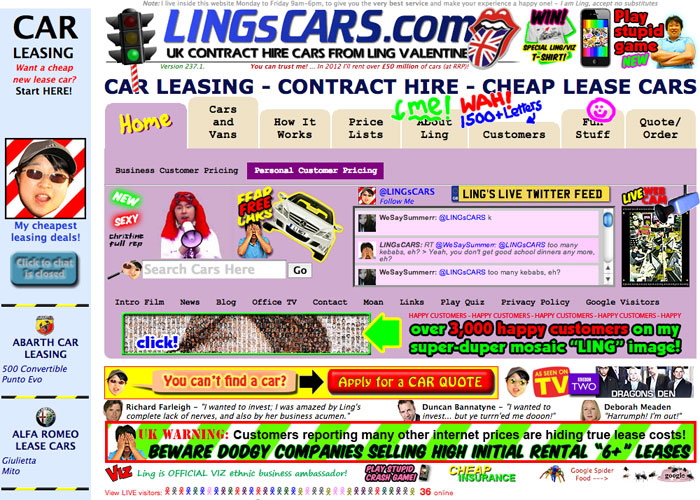 Note: I live inside this website Monday to Friday 9am-6pm, to give you the very best service and make your experience a happy one! - I am Ling, accept no substitutes
CAR
LEASING
Want a cheap
new lease car?
Start HERE!
LINGsCARS.com
UK CONTRACT HIRE CARS FROM LING VALENTINE
Version 237.1.
You can trust me! ... In 2012 I'll rent over £50 million of cars (at RRP)!
WIN!
SPECIAL LING/VIZ
T-SHIRT!
Play
stupid
game
NEW
CAR LEASING - CONTRACT HIRE - CHEAP LEASE CARS
Home
Cars
and
Vans
How It
Works
Price
Lists
me!
About
Ling
WAH!
1500+Letters
Customers
Fun
Stuff
Quote/
Order
Business Customer Pricing
Personal Customer Pricing
My cheapest
leasing deals!
Click to chat
is closed
NEW
SEXY
christine
full rep
FEAR
FREE
LINKS
Search Cars Here
Go
@LINGsCARS
Follow Me
LING'S LIVE TWITTER FEED
WeSaySummerr: @LINGsCARS k
LINGsCARS: RT @WeSaySummer: @LINGsCARS too many
kebabs, eh? > Yeah, you don't get good school dinners any more,
eh?
WeSaySummerr: @LINGsCARS too many kebabs, eh?
LIVE WEB
CAM
Intro Film
News
Blog
Office TV
Contact
Moan
Links
Play Quiz
Privacy Policy
Google Visitors
click!
HAPPY CUSTOMERS - HAPPY CUSTOMERS - HAPPY CUSTOMERS - HAPPY
over 3,000 happy customers on my
super-duper mosaic "LING" image!
ABARTH CAR
LEASING
500 Convertible
Punto Evo
ALFA ROMEO
LEASE CARS
Giulietta
Mito
You can't find a car?
Apply for a CAR QUOTE
AS SEEN ON
TV
BBC
TWO
DRAGONS DEN
Richard Farleigh - "I wanted to invest; I was amazed by Ling's
complete lack of nerves, and also by her business acumen."
Duncan Bannatyne - "I wanted to
invest... but ye turrn'ed me dooon!"
Deborah Meaden
"Harrumph! I'm out!"
UK WARNING: Customers reporting many other internet prices are hiding true lease costs!
BEWARE DODGY COMPANIES SELLING HIGH INITIAL RENTAL "6+" LEASES
Viz
Ling is OFFICIAL VIZ ethnic business ambassador!
PLAY STUPID
CRASH GAME!
CHEAP
INSURANCE
Google Spider
Food --->
google
View LIVE visitors:
36 online